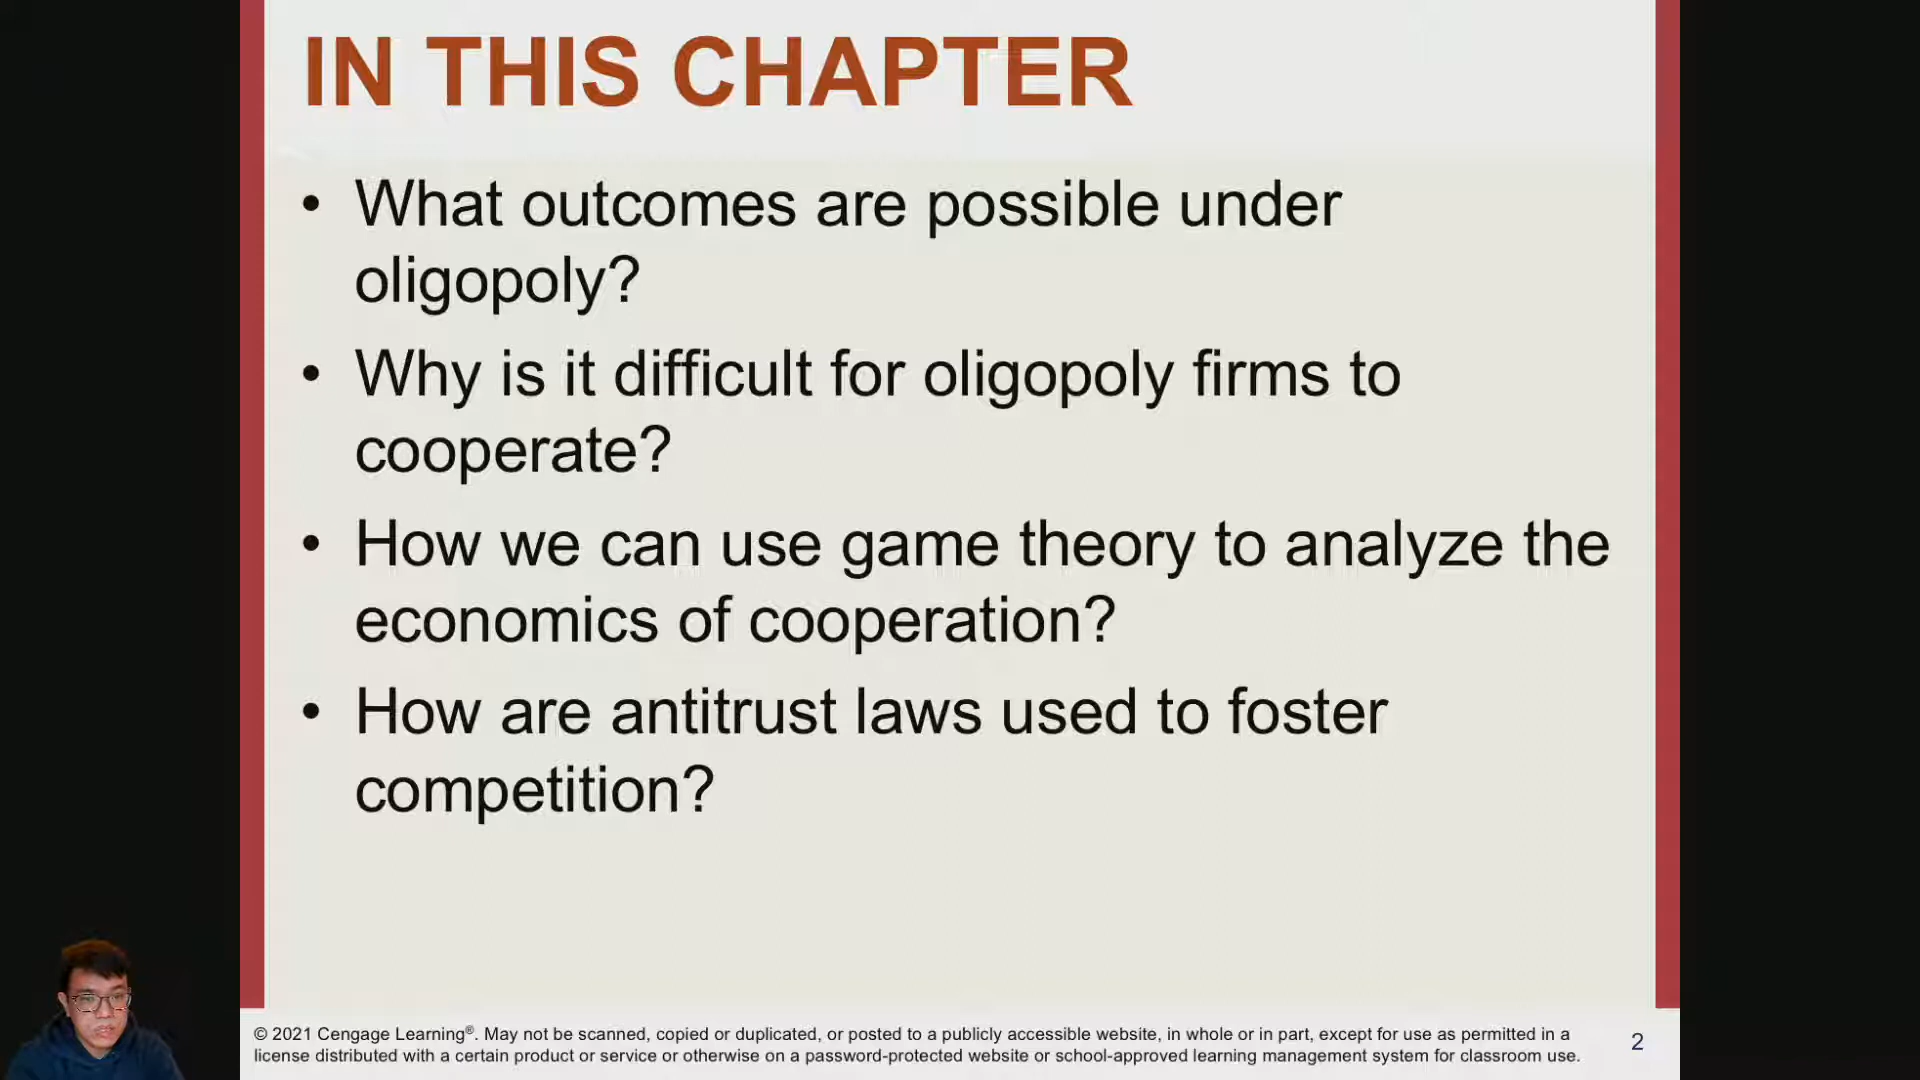 IN THIS CHAPTER
• What outcomes are possible under
oligopoly?
• Why is it difficult for oligopoly firms to
cooperate?
• How we can use game theory to analyze the
economics of cooperation?
• How are antitrust laws used to foster
competition?
© 2021 Cengage Learning®. May not be scanned, copied or duplicated, or posted to a publicly accessible website, in whole or in part, except for use as permitted in a
license distributed with a certain product or service or otherwise on a password-protected website or school-approved learning management system for classroom use.
2